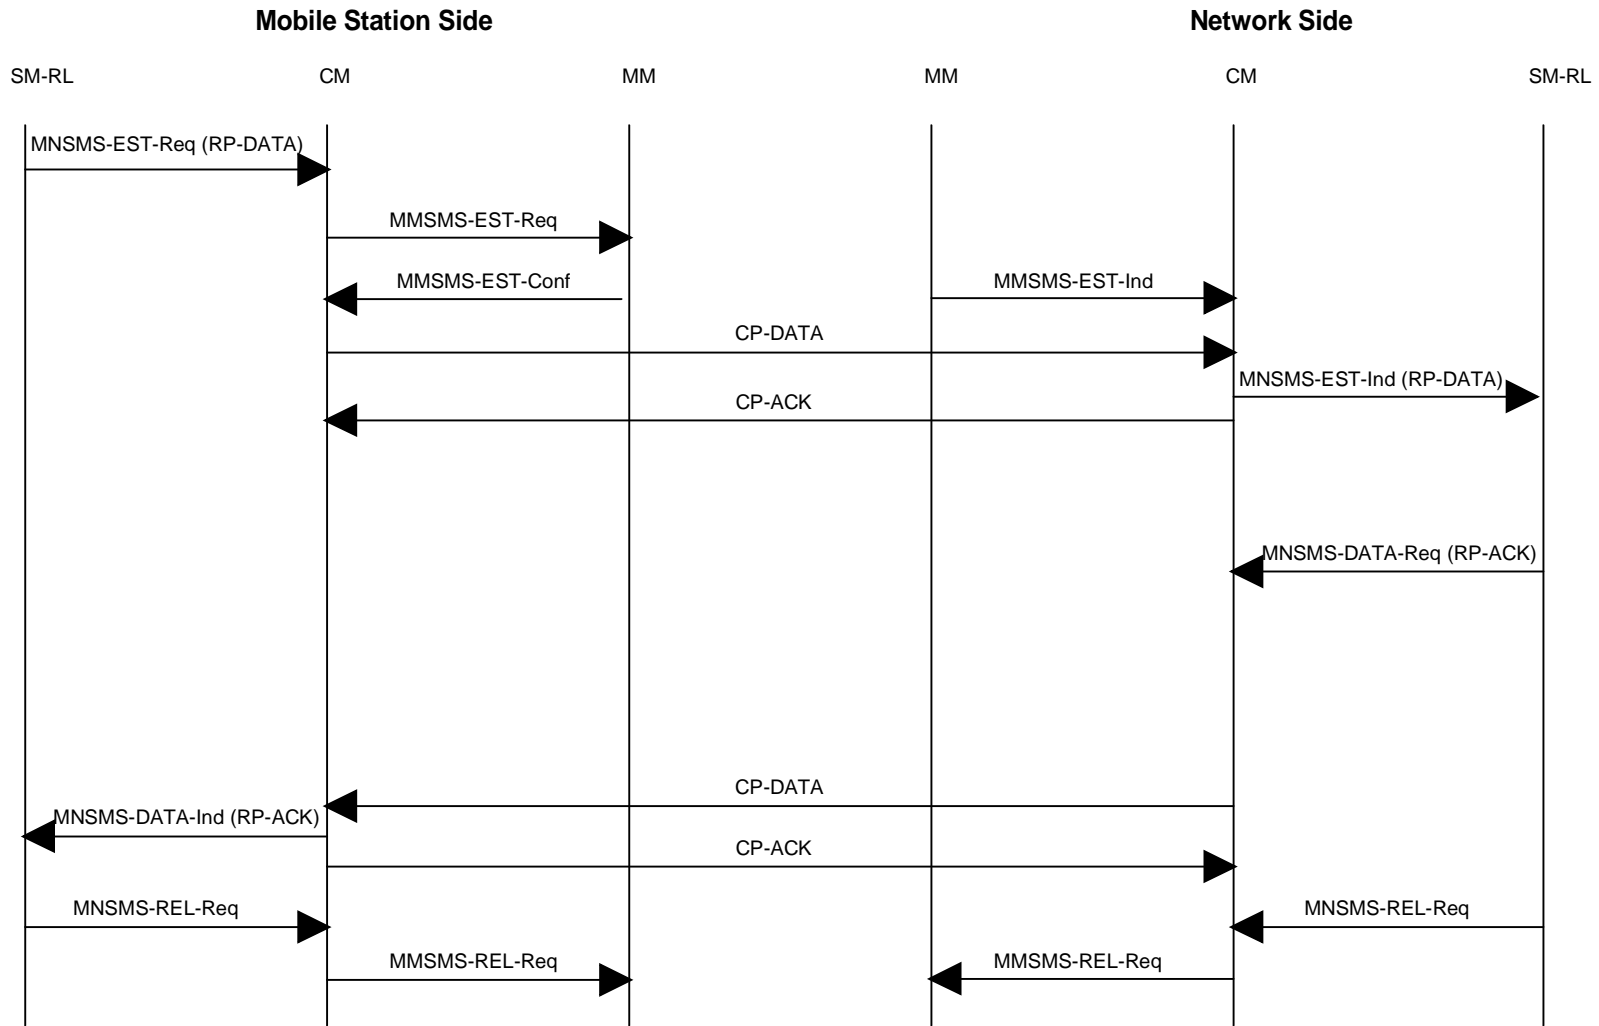 Mobile Station Side
Network Side
SM-RL
CM
MM
MM
CM
SM-RL
MNSMS-EST-Req (RP-DATA)
MMSMS-EST-Req
MMSMS-EST-Conf
MMSMS-EST-Ind
CP-DATA
MNSMS-EST-Ind (RP-DATA)
CP-ACK
MNSMS-DATA-Req (RP-ACK)
CP-DATA
MNSMS-DATA-Ind (RP-ACK)
CP-ACK
MNSMS-REL-Req
MNSMS-REL-Req
MMSMS-REL-Req
MMSMS-REL-Req